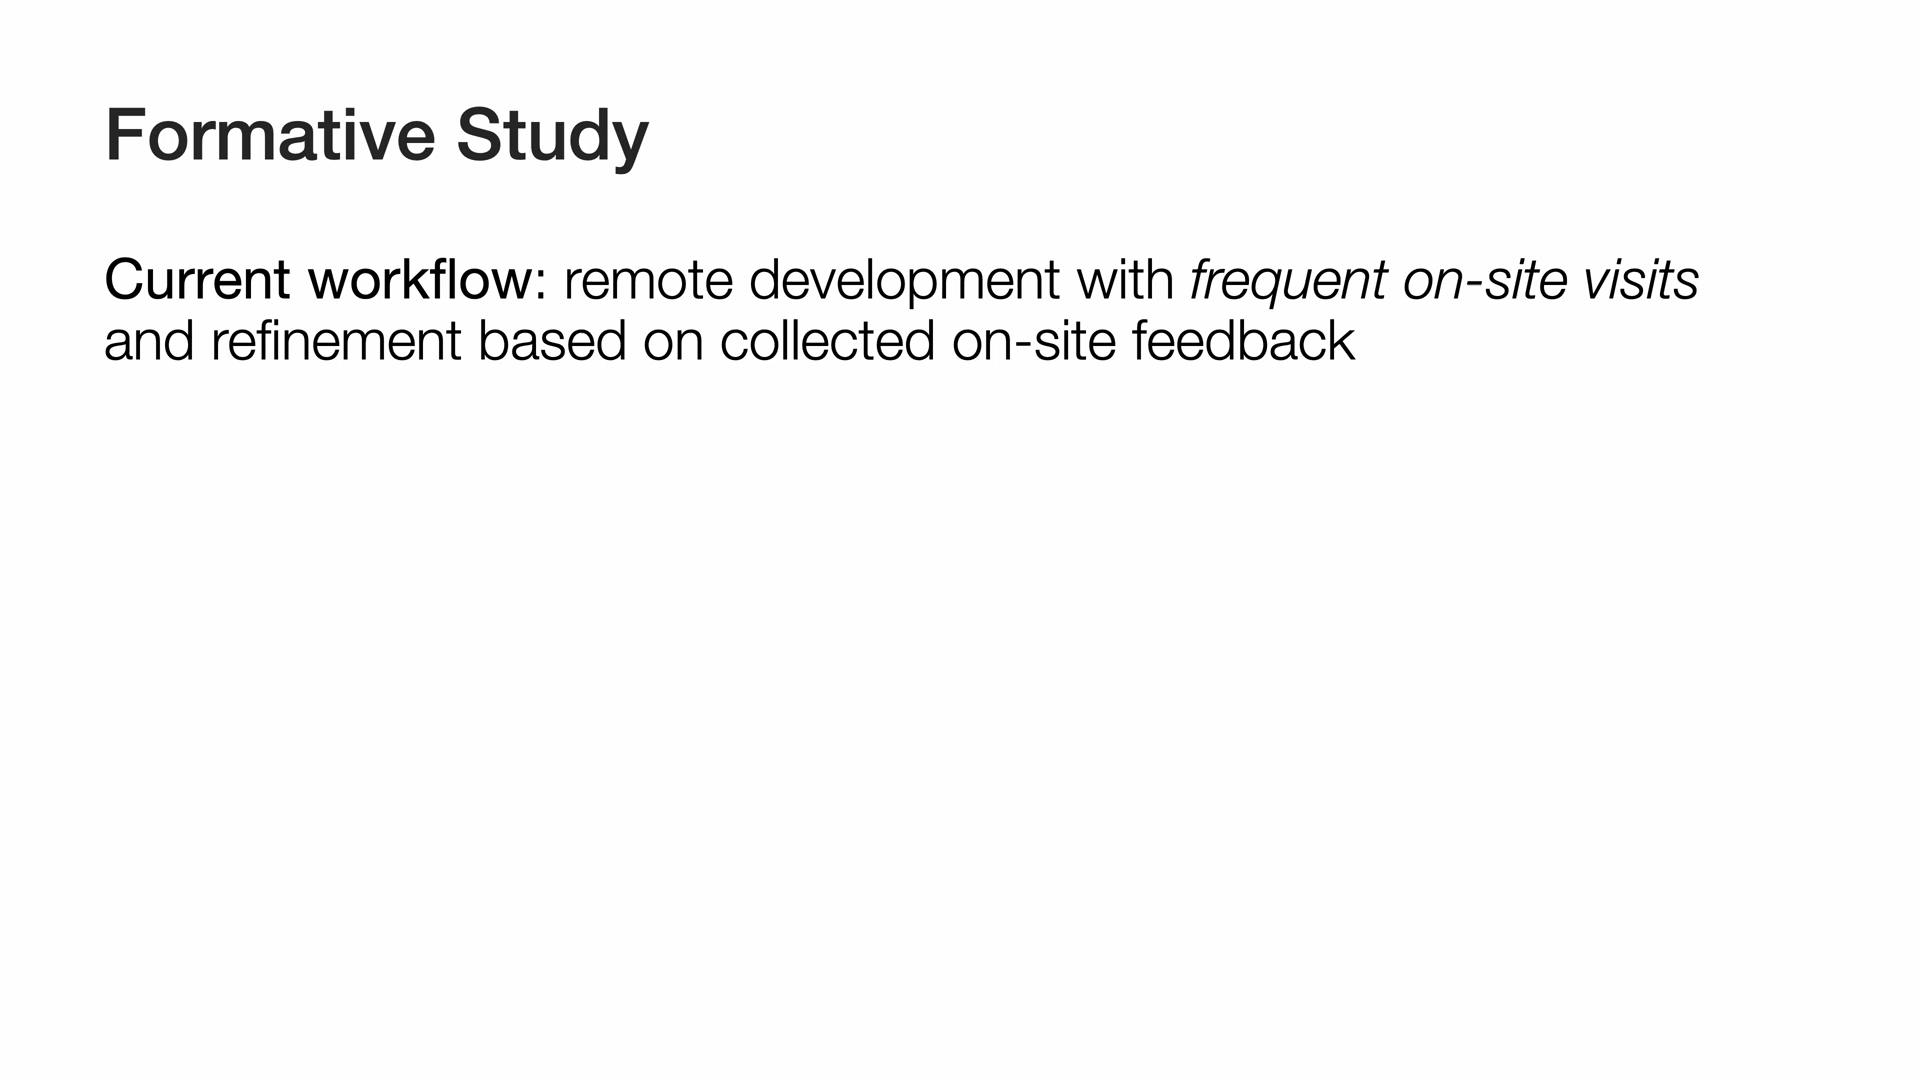 Formative Study
Current workflow: remote development with frequent on-site visits
and refinement based on collected on-site feedback